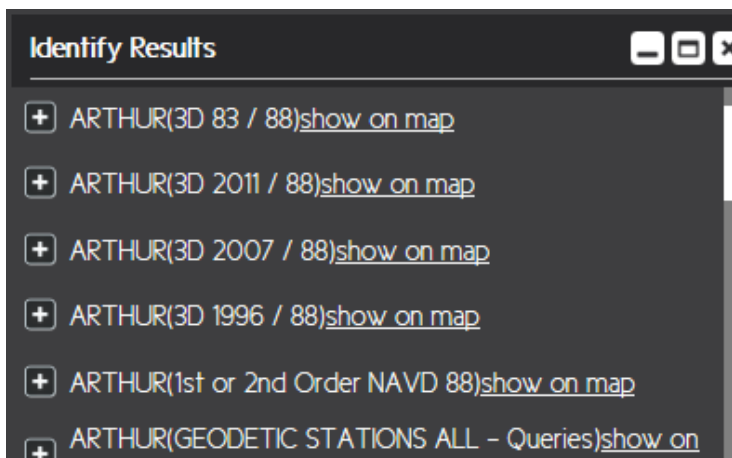 Identify Results
ARTHUR(3D 83 / 88)show on map
ARTHUR(3D 2011 / 88)show on map
ARTHUR(3D 2007 / 88)show on map
ARTHUR(3D 1996 / 88)show on map
ARTHUR(1st or 2nd Order NAVD 88)show on map
ARTHUR(GEODETIC STATIONS ALL - Queries)show on